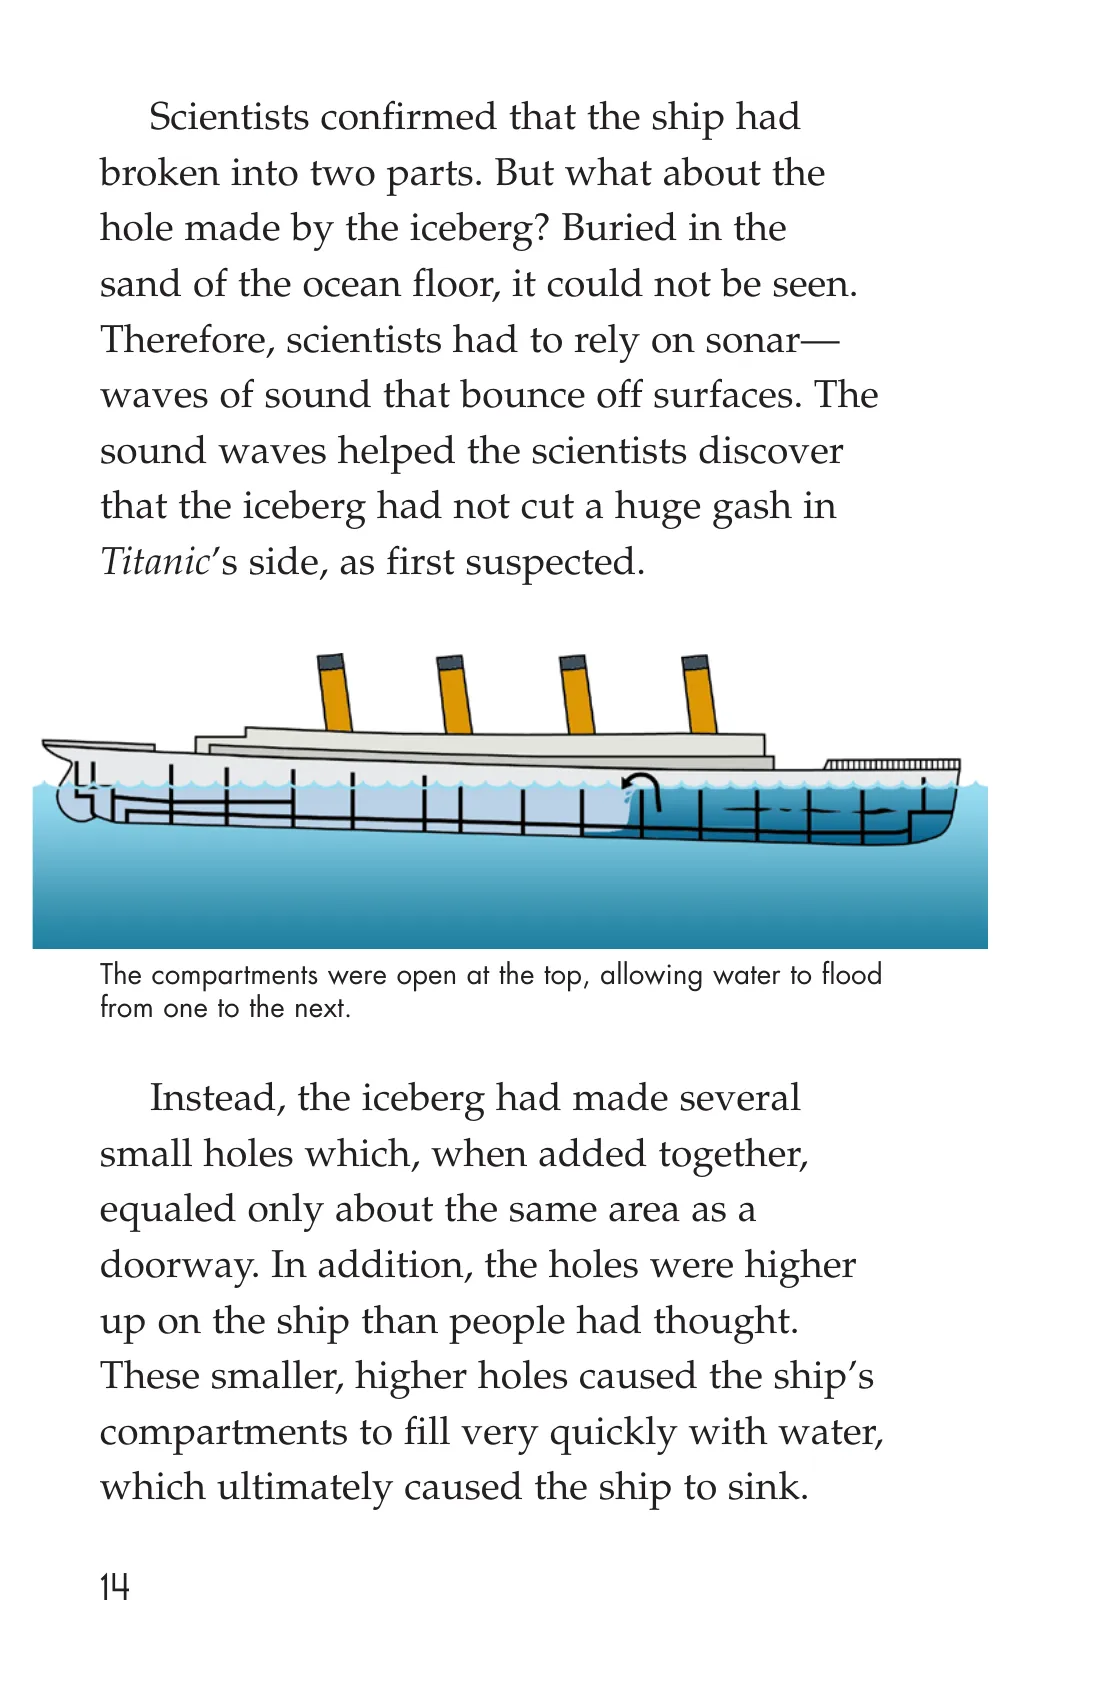 Scientists confirmed that the ship had
broken into two parts. But what about the
hole made by the iceberg? Buried in the
sand of the ocean floor, it could not be seen.
Therefore, scientists had to rely on sonar—
waves of sound that bounce off surfaces. The
sound waves helped the scientists discover
that the iceberg had not cut a huge gash in
Titanic’s side, as first suspected.
The compartments were open at the top, allowing water to flood
from one to the next.
Instead, the iceberg had made several
small holes which, when added together,
equaled only about the same area as a
doorway. In addition, the holes were higher
up on the ship than people had thought.
These smaller, higher holes caused the ship’s
compartments to fill very quickly with water,
which ultimately caused the ship to sink.
14